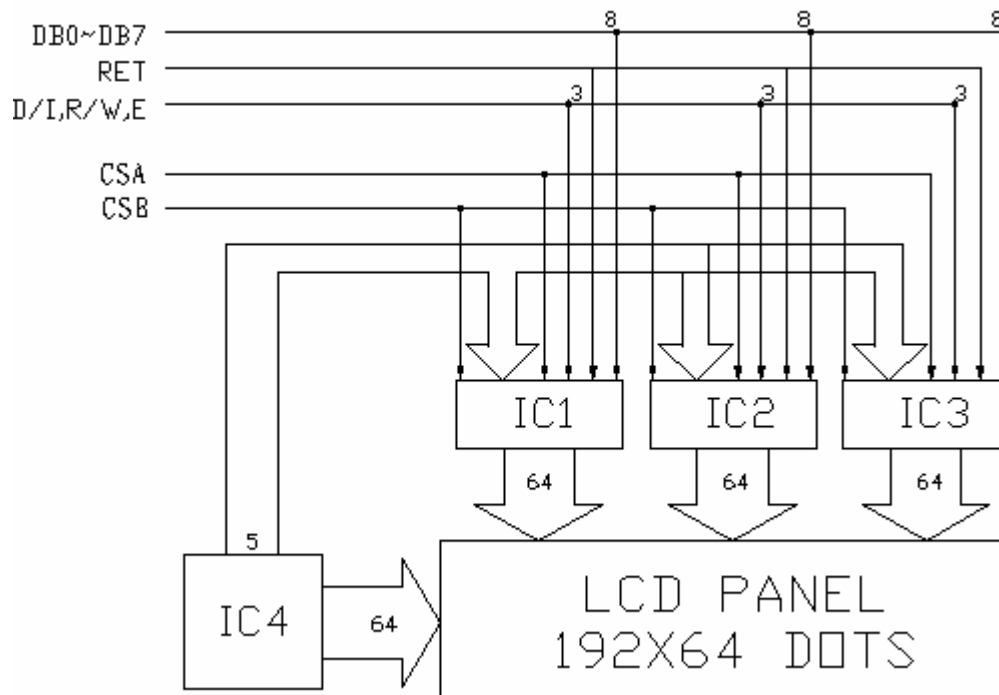 8 8 8
DB0~DB7
RET
D/I,R/W,E 3 3 3
CSA
CSB
IC1 IC2 IC3
64 64 64
5
IC4 64
LCD PANEL
192X64 DOTS